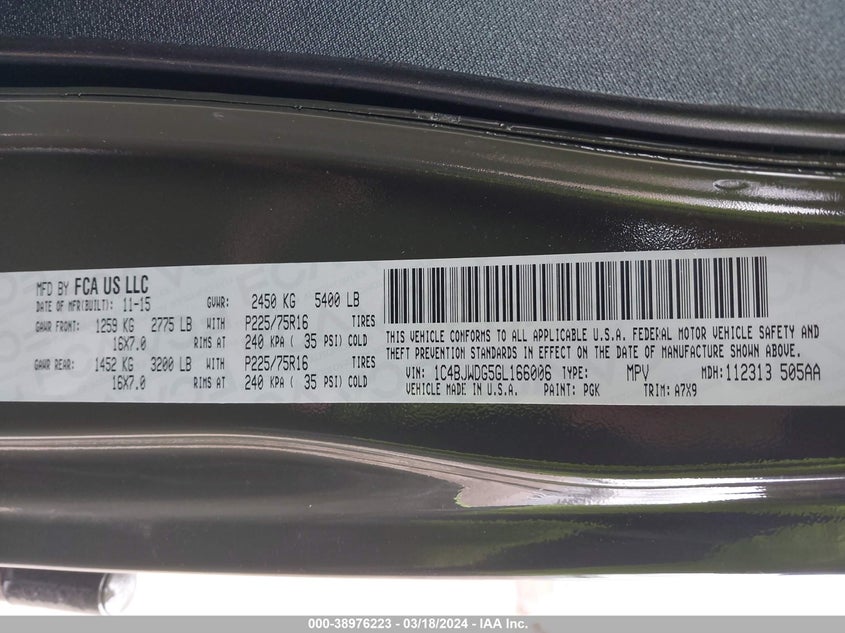 MFD BY FCA US LLC
DATE OF MFR(BUILT): 11-15 GVWR: 2450 KG 5400 LB
GAWR FRONT: 1259 KG 2775 LB WITH P225/75R16 TIRES
16X7.0 RIMS AT 240 KPA ( 35 PSI) COLD
GAWR REAR: 1452 KG 3200 LB WITH P225/75R16 TIRES
16X7.0 RIMS AT 240 KPA ( 35 PSI) COLD
THIS VEHICLE CONFORMS TO ALL APPLICABLE U.S.A. FEDERAL MOTOR VEHICLE SAFETY AND
THEFT PREVENTION STANDARDS IN EFFECT ON THE DATE OF MANUFACTURE SHOWN ABOVE.
VIN: 1C4BJWDG5GL166006 TYPE: MPV MDH: 112313 505AA
VEHICLE MADE IN U.S.A. PAINT: PGK TRIM: A7X9
000-38976223 - 03/18/2024 - IAA Inc.